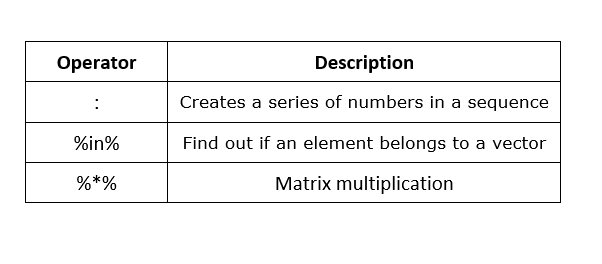 Operator Description
: Creates a series of numbers in a sequence
%in% Find out if an element belongs to a vector
%*% Matrix multiplication